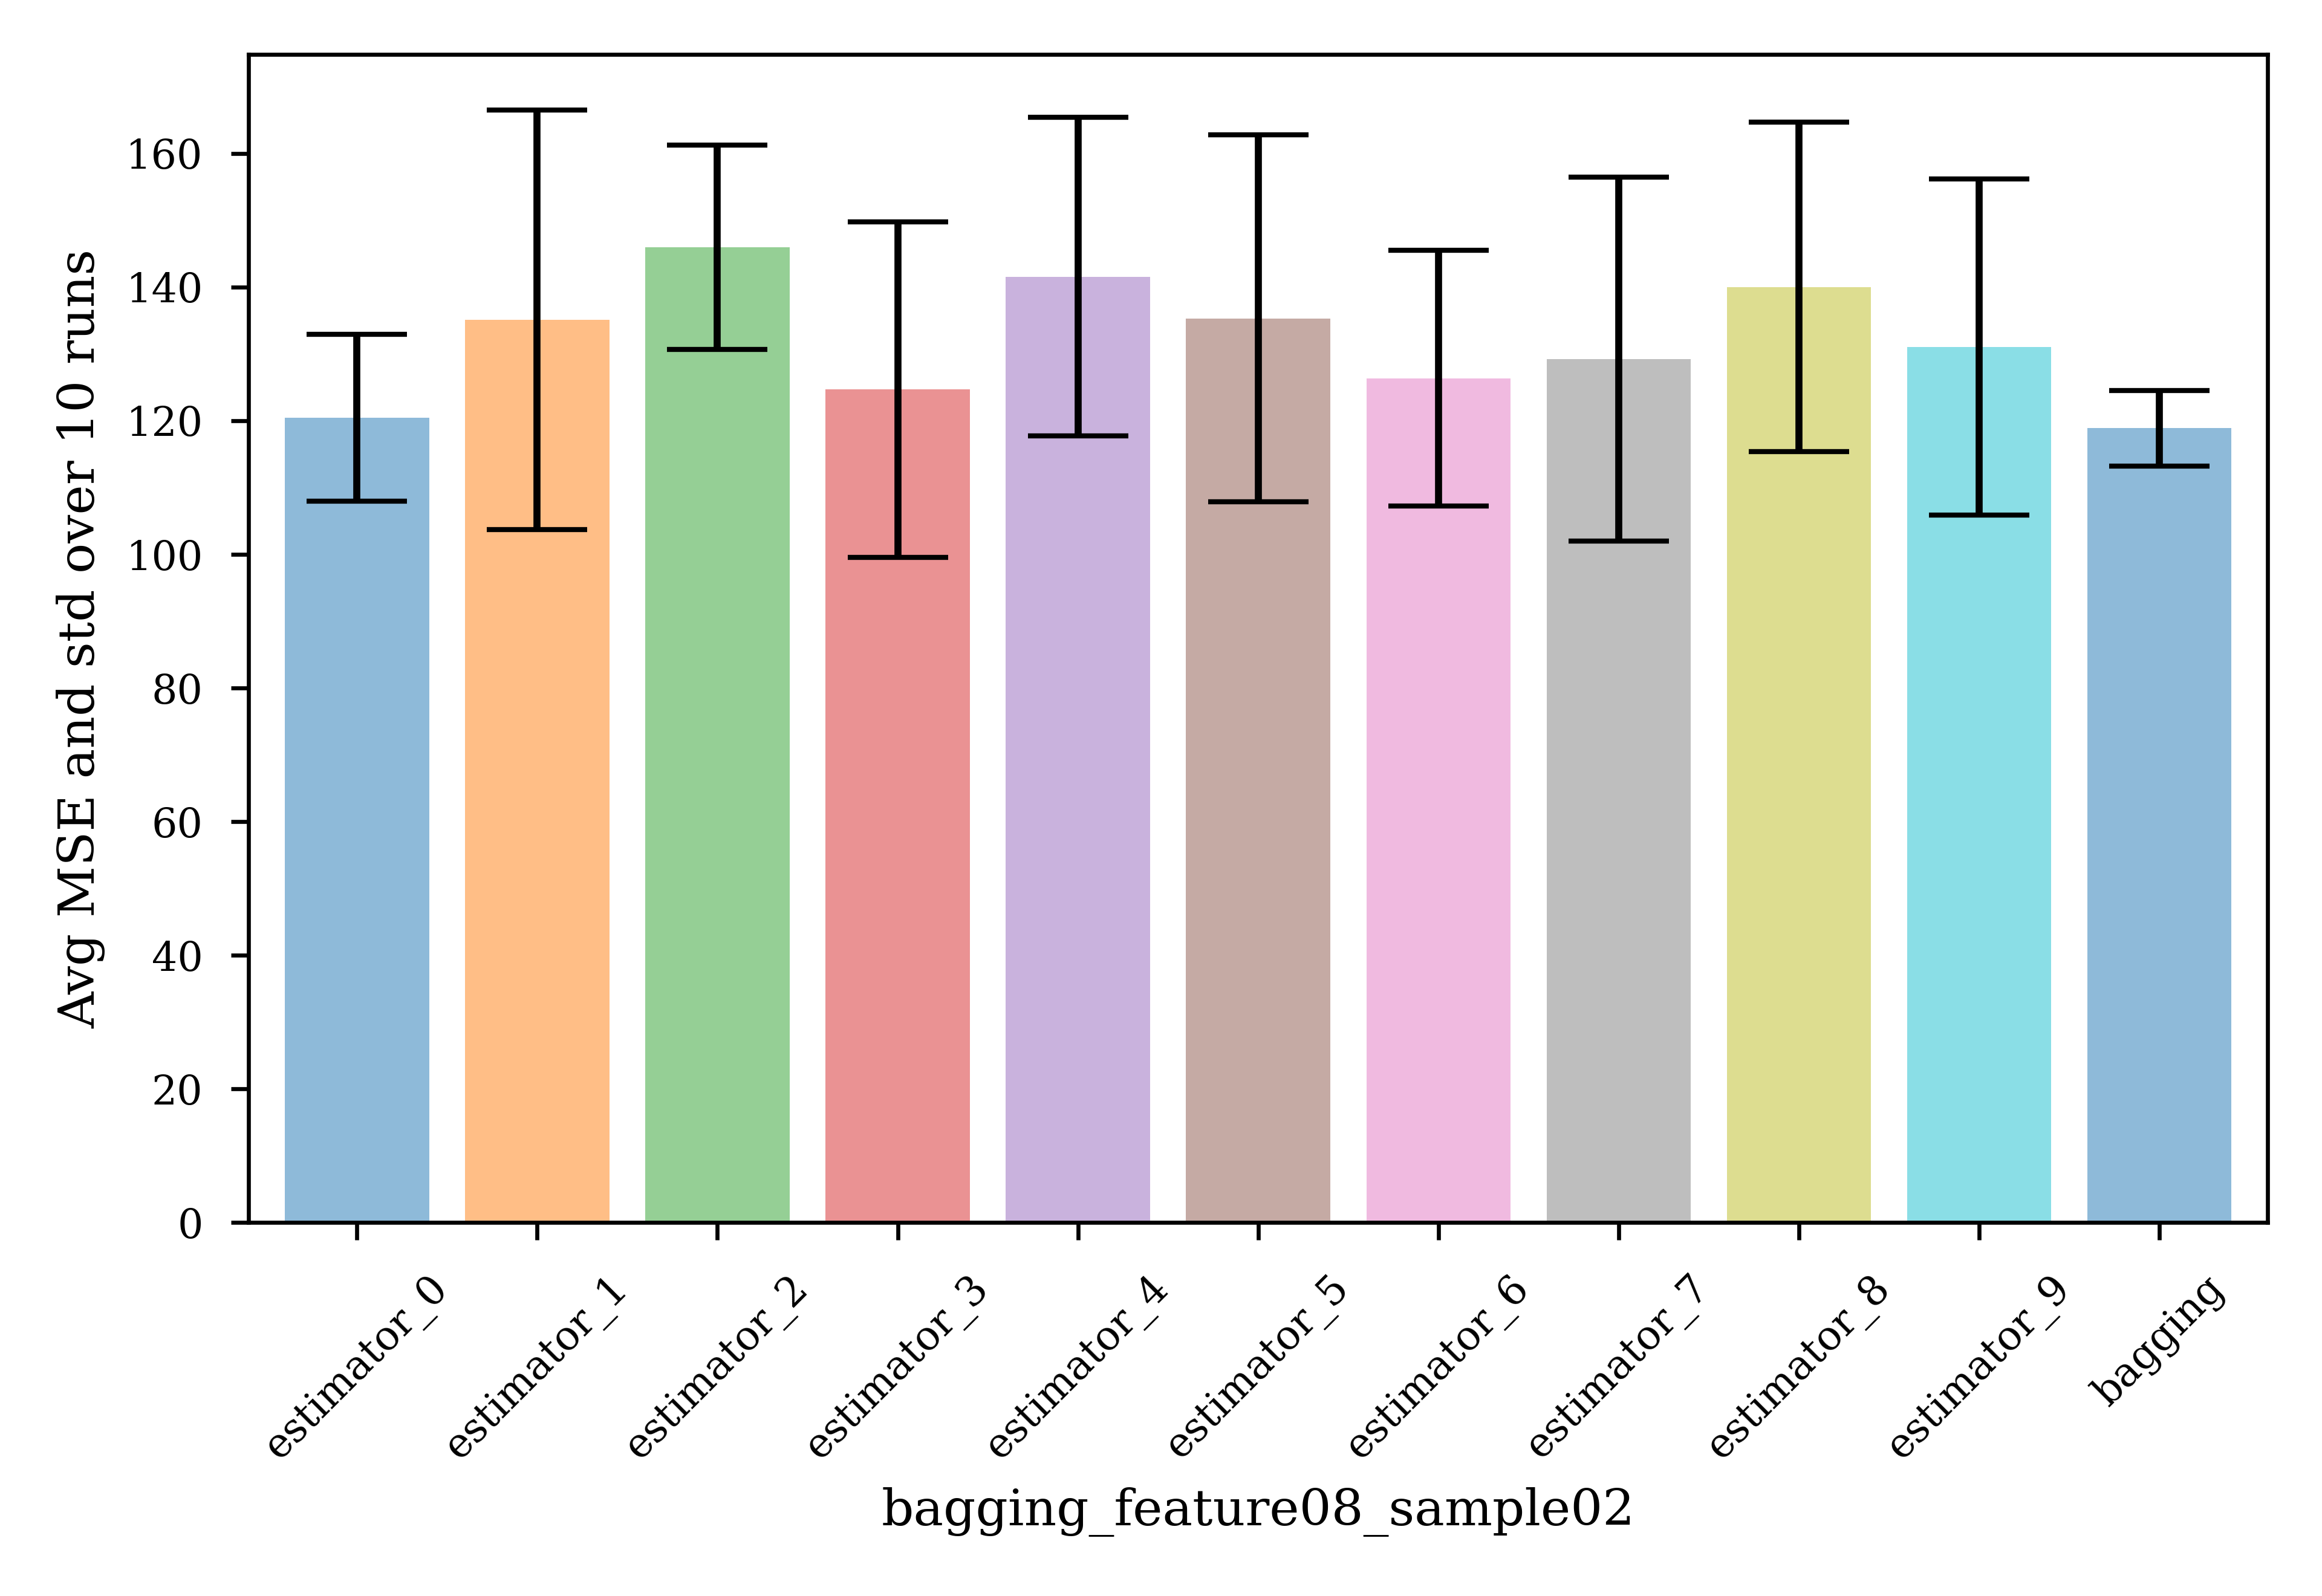 Avg MSE and std over 10 runs
160
140
120
100
80
60
40
20
0
estimator_0
estimator_1
estimator_2
estimator_3
estimator_4
estimator_5
estimator_6
estimator_7
estimator_8
estimator_9
bagging
bagging_feature08_sample02